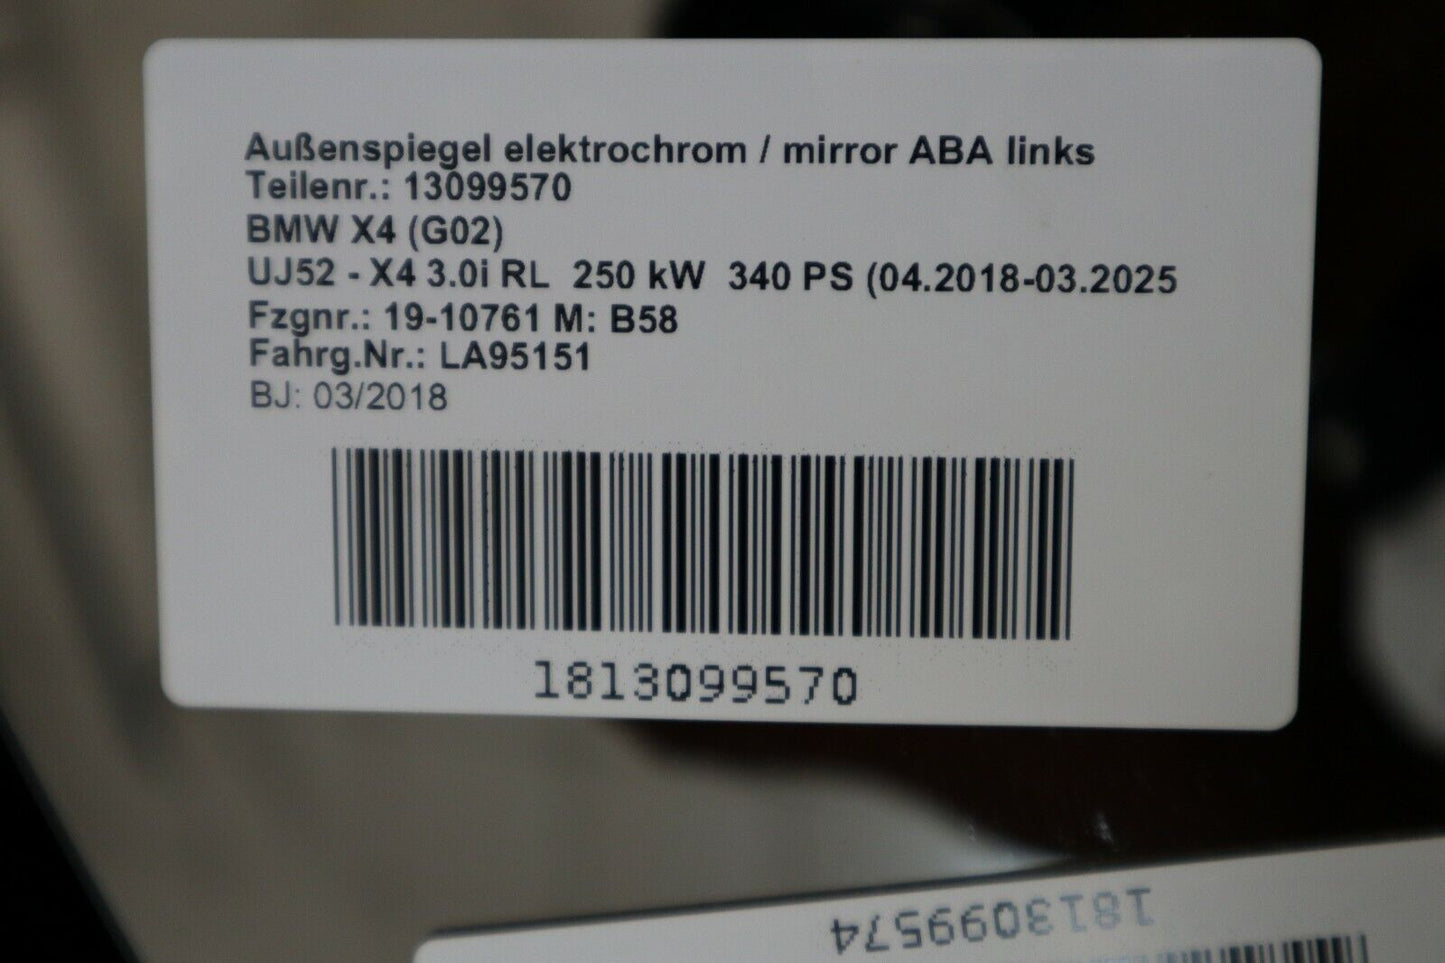 Außenspiegel elektrochrom / mirror ABA links
Teilenr.: 13099570
BMW X4 (G02)
UJ52 - X4 3.0i RL 250 kW 340 PS (04.2018-03.2025
Fzgnr.: 19-10761 M: B58
Fahrg.Nr.: LA95151
BJ: 03/2018
1813099570
1813099574